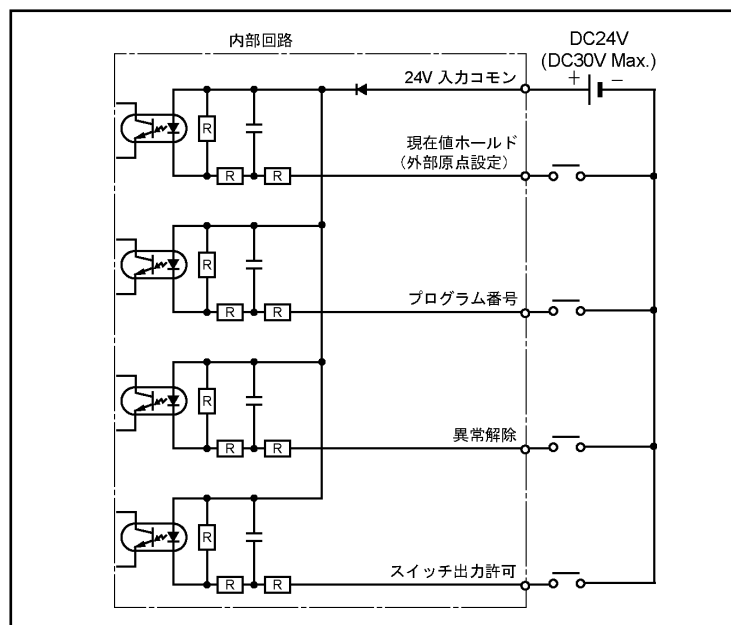 内部回路
DC24V
(DC30V Max.)
24V 入力コモン
+ −
R
現在値ホールド
（外部原点設定）
R R
R
プログラム番号
R R
R
異常解除
R R
R
スイッチ出力許可
R R